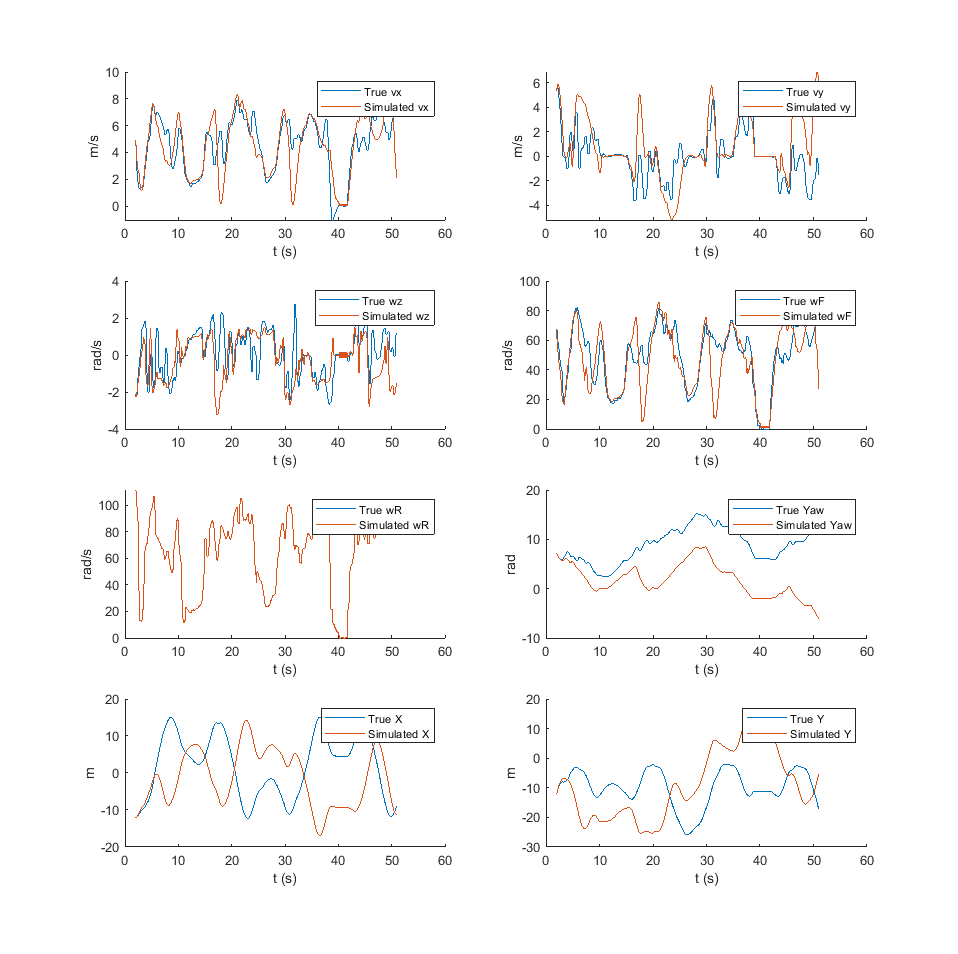 10
8
6
4
2
0
m/s
True vx
Simulated vx
0 10 20 30 40 50 60
t (s)
6
4
2
0
-2
-4
m/s
True vy
Simulated vy
0 10 20 30 40 50 60
t (s)
4
2
0
-2
-4
rad/s
True wz
Simulated wz
0 10 20 30 40 50 60
t (s)
100
80
60
40
20
0
rad/s
True wF
Simulated wF
0 10 20 30 40 50 60
t (s)
100
80
60
40
20
0
rad/s
True wR
Simulated wR
0 10 20 30 40 50 60
t (s)
20
10
0
-10
rad
True Yaw
Simulated Yaw
0 10 20 30 40 50 60
t (s)
20
10
0
-10
-20
m
True X
Simulated X
0 10 20 30 40 50 60
t (s)
20
10
0
-10
-20
-30
m
True Y
Simulated Y
0 10 20 30 40 50 60
t (s)